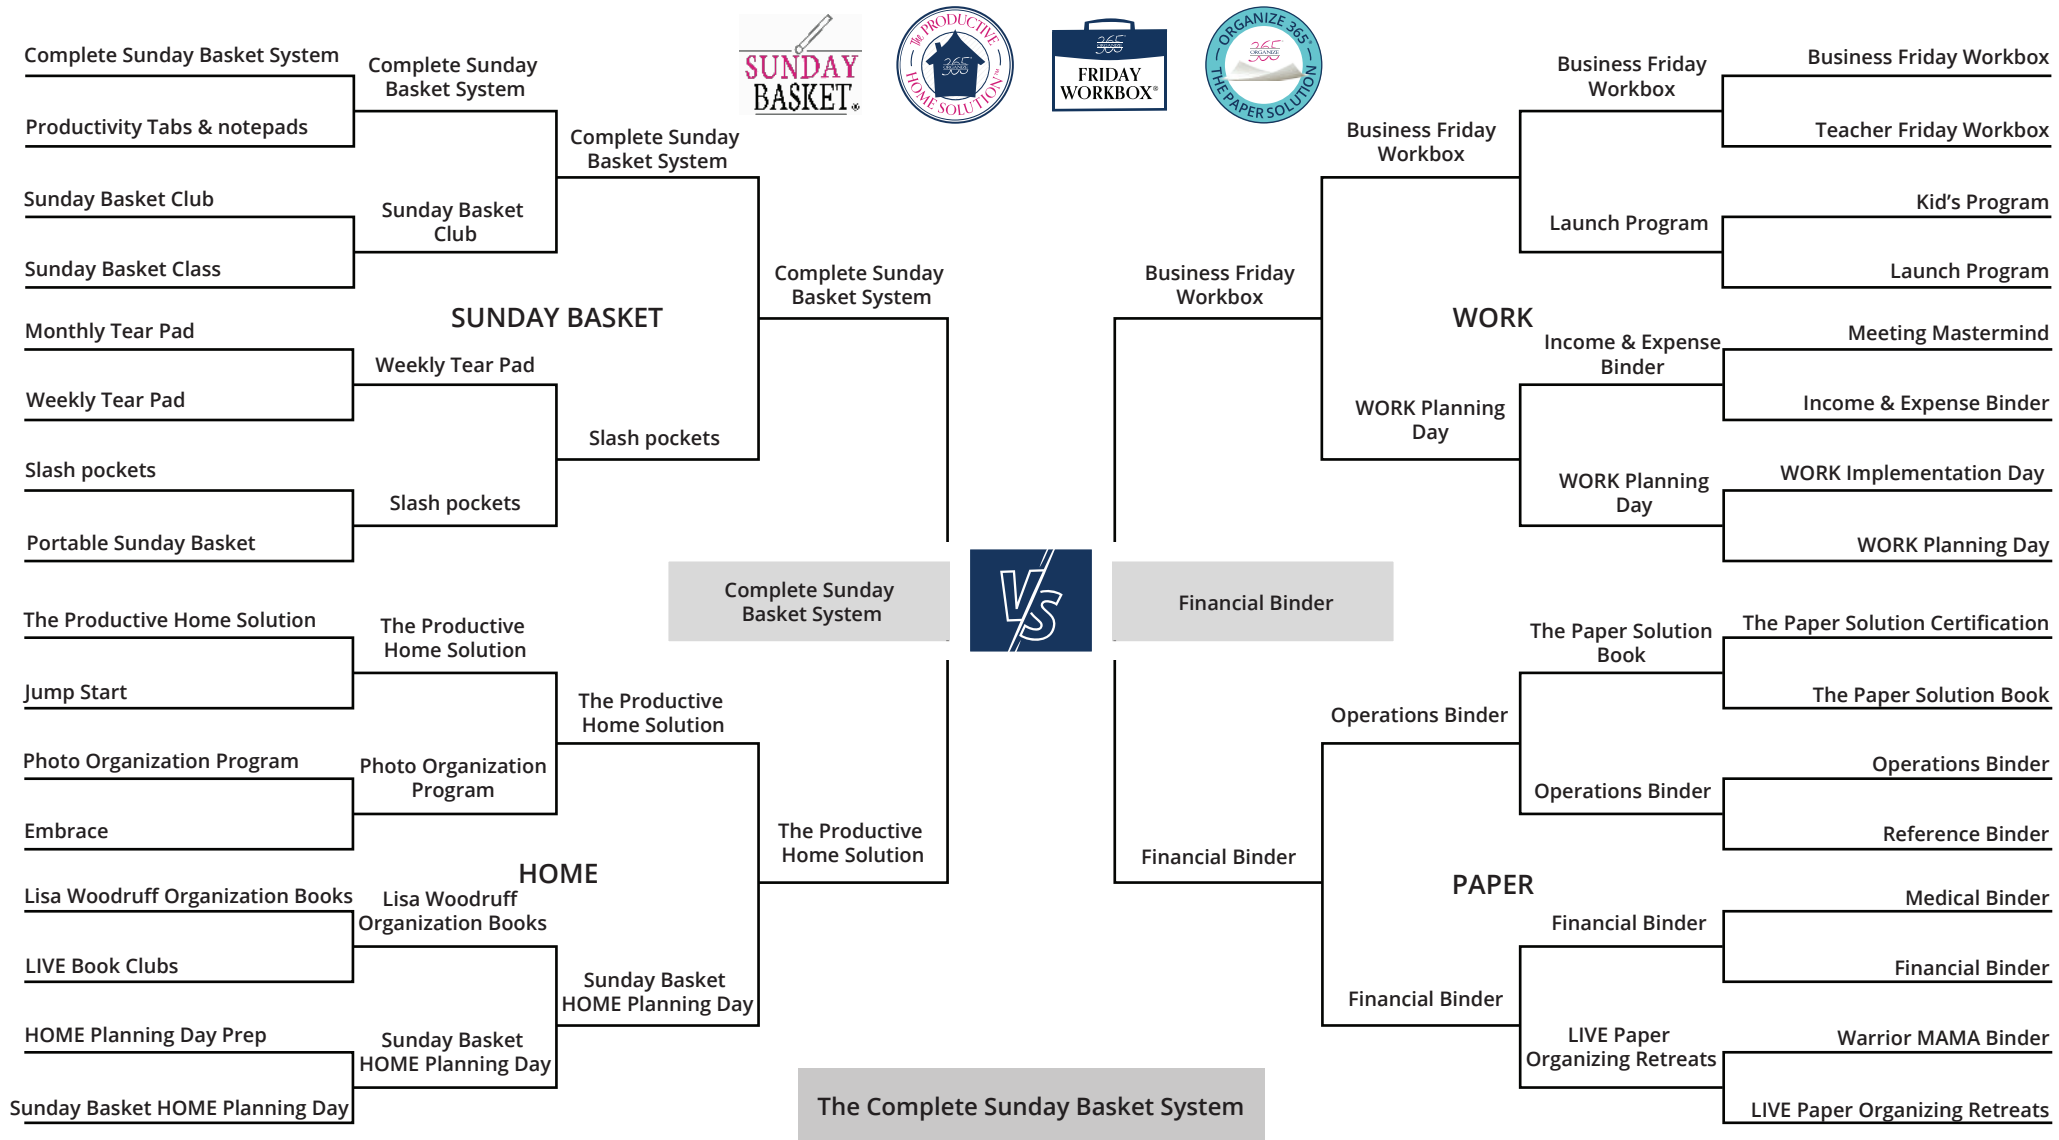 SUNDAY
BASKET®
The PRODUCTIVE
HOME SOLUTION™
365
ORGANIZE
365
ORGANIZE
FRIDAY
WORKBOX®
ORGANIZE 365®
THE PAPER SOLUTION
365
ORGANIZE
Complete Sunday Basket System
Productivity Tabs & notepads
Sunday Basket Club
Sunday Basket Class
Monthly Tear Pad
Weekly Tear Pad
Slash pockets
Portable Sunday Basket
Complete Sunday
Basket System
Sunday Basket
Club
SUNDAY BASKET
Weekly Tear Pad
Slash pockets
Complete Sunday
Basket System
Slash pockets
Complete Sunday
Basket System
The Productive Home Solution
Jump Start
Photo Organization Program
Embrace
Lisa Woodruff Organization Books
LIVE Book Clubs
HOME Planning Day Prep
Sunday Basket HOME Planning Day
The Productive
Home Solution
Photo Organization
Program
HOME
Lisa Woodruff
Organization Books
Sunday Basket
HOME Planning Day
The Productive
Home Solution
Sunday Basket
HOME Planning Day
The Productive
Home Solution
Complete Sunday
Basket System
VS
Financial Binder
Business Friday
Workbox
Business Friday
Workbox
WORK Planning
Day
Business Friday
Workbox
Launch Program
WORK
Income & Expense
Binder
WORK Planning
Day
Business Friday Workbox
Teacher Friday Workbox
Kid’s Program
Launch Program
Meeting Mastermind
Income & Expense Binder
WORK Implementation Day
WORK Planning Day
Financial Binder
Operations Binder
Financial Binder
The Paper Solution
Book
Operations Binder
PAPER
Financial Binder
LIVE Paper
Organizing Retreats
The Paper Solution Certification
The Paper Solution Book
Operations Binder
Reference Binder
Medical Binder
Financial Binder
Warrior MAMA Binder
LIVE Paper Organizing Retreats
The Complete Sunday Basket System